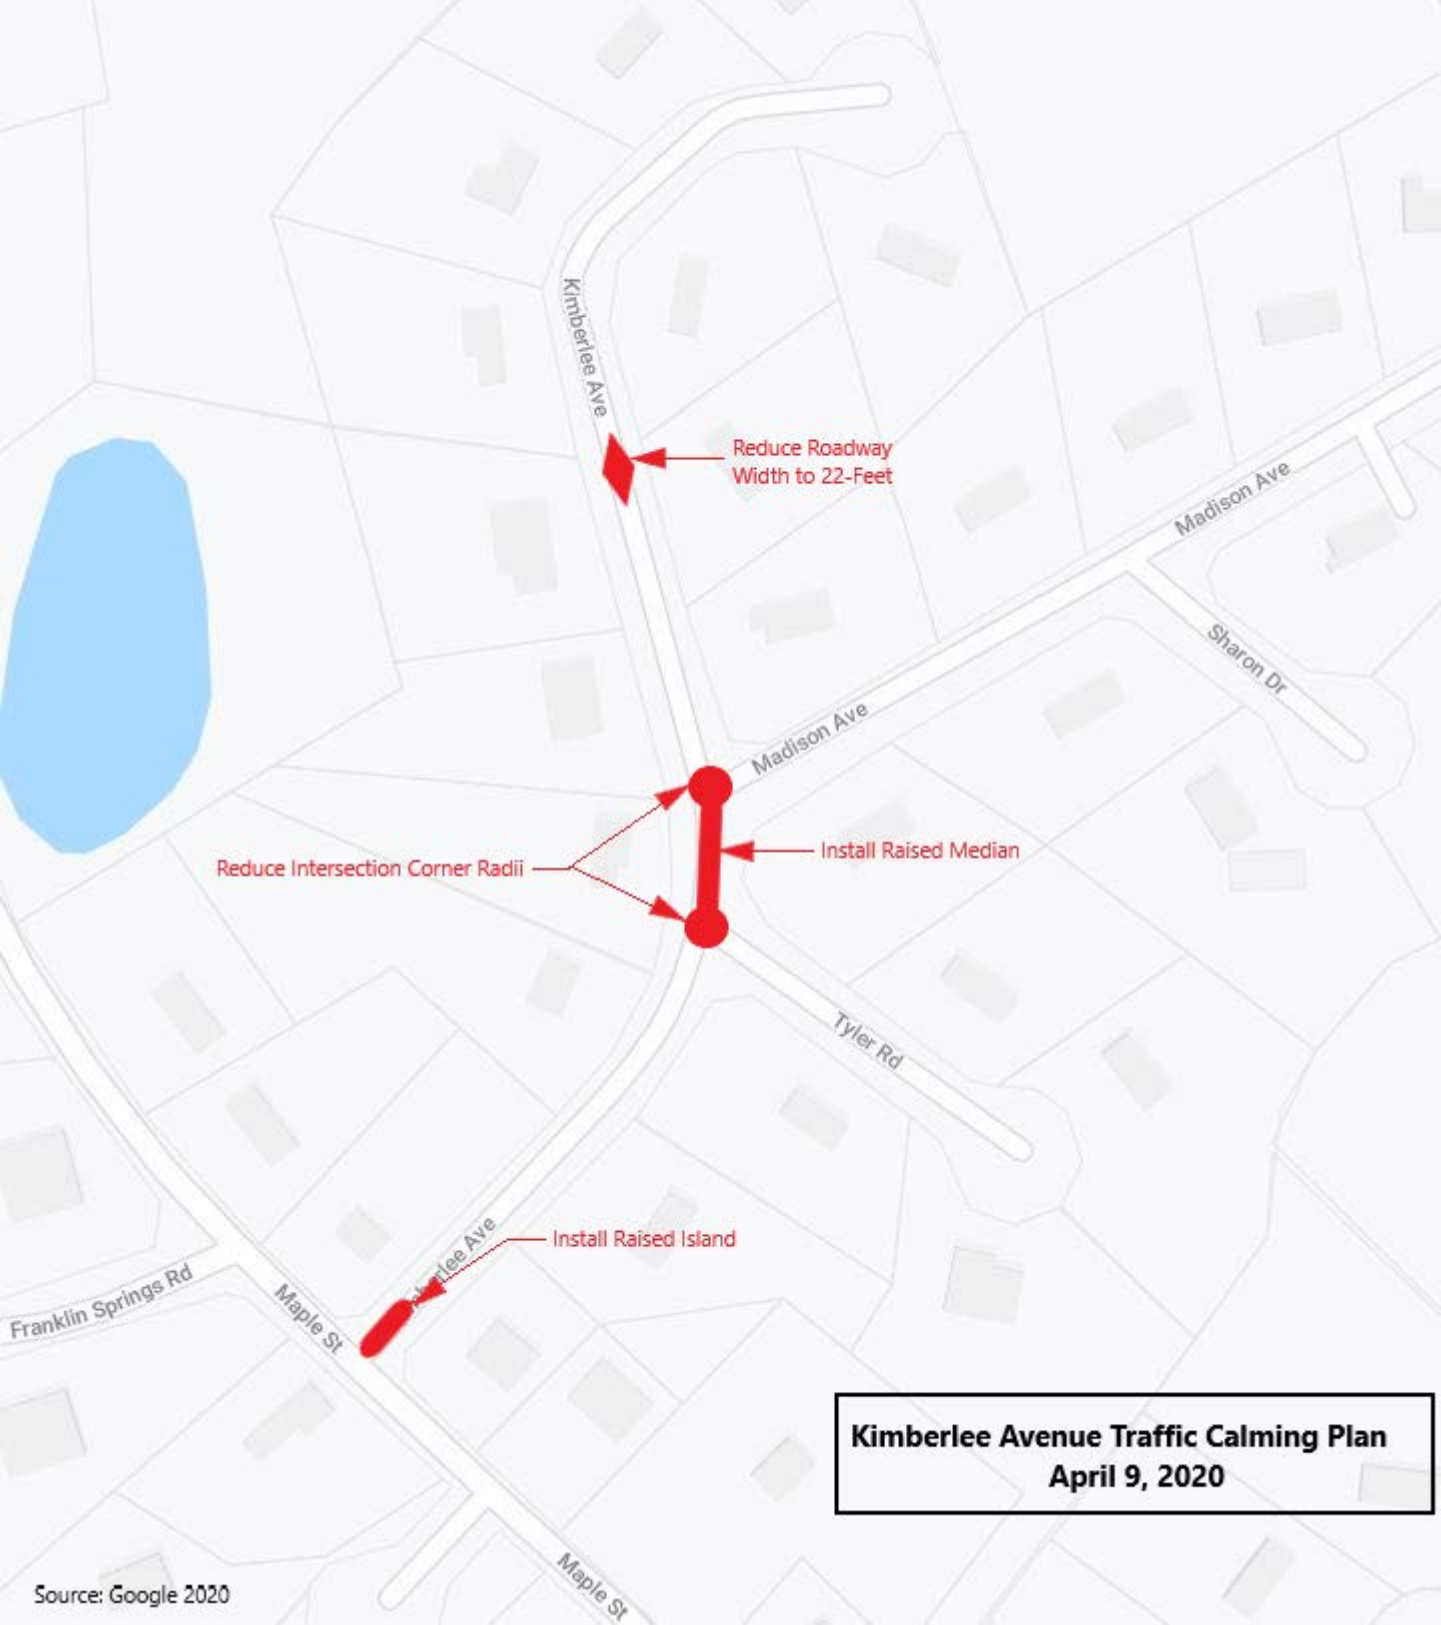 Kimberlee Ave
Reduce Roadway
Width to 22-Feet
Madison Ave
Sharon Dr
Madison Ave
Install Raised Median
Reduce Intersection Corner Radii
Tyler Rd
Install Raised Island
erlee Ave
Franklin Springs Rd
Maple St
Kimberlee Avenue Traffic Calming Plan
April 9, 2020
Maple St
Source: Google 2020